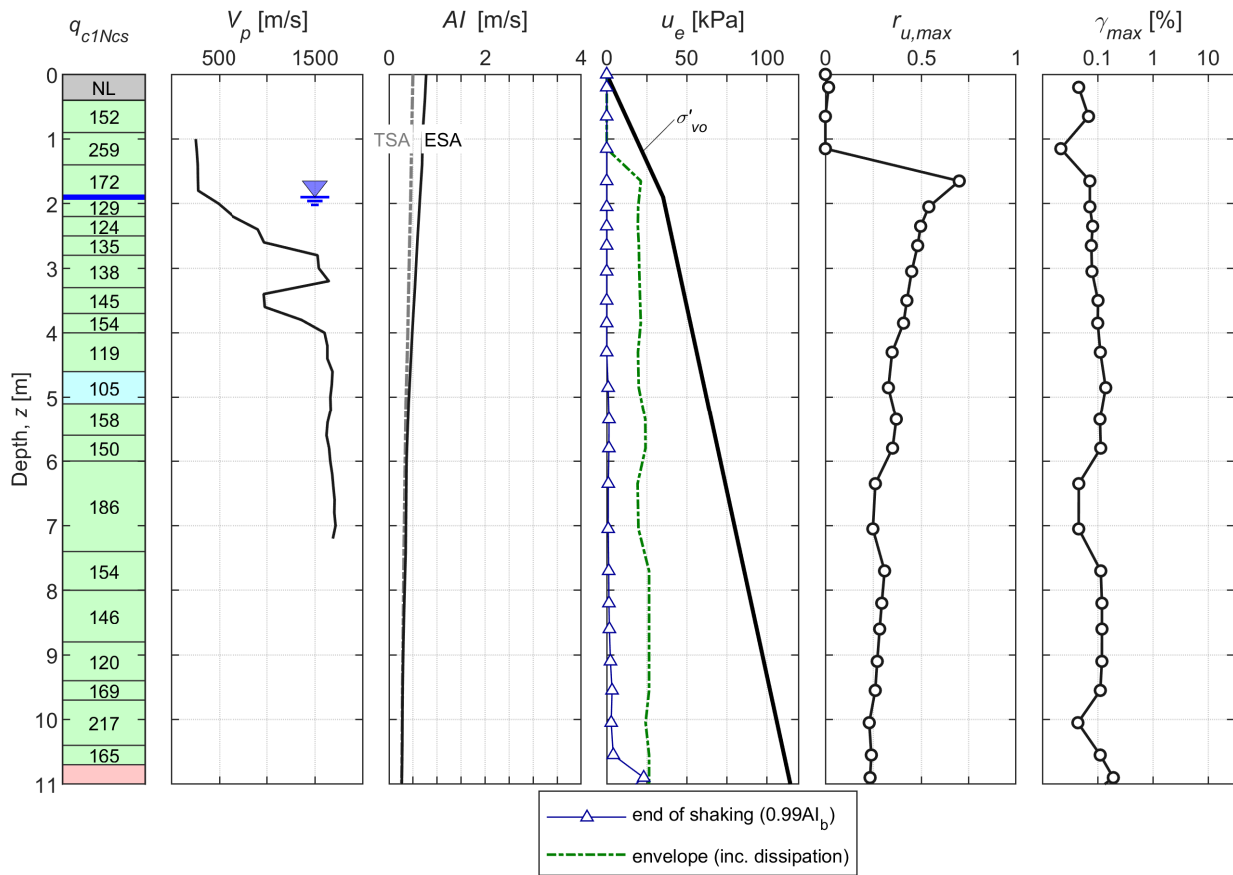 q_c1Ncs
V_p [m/s]
AI [m/s]
u_e [kPa]
r_u,max
γ_max [%]
500 1500
0 2 4
0 50 100
0 0.5 1
0.1 1 10
Depth, z [m]
0
1
2
3
4
5
6
7
8
9
10
11
NL
152
259
172
129
124
135
138
145
154
119
105
158
150
186
154
146
120
169
217
165
TSA ESA
σ'_vo
end of shaking (0.99AI_b)
envelope (inc. dissipation)